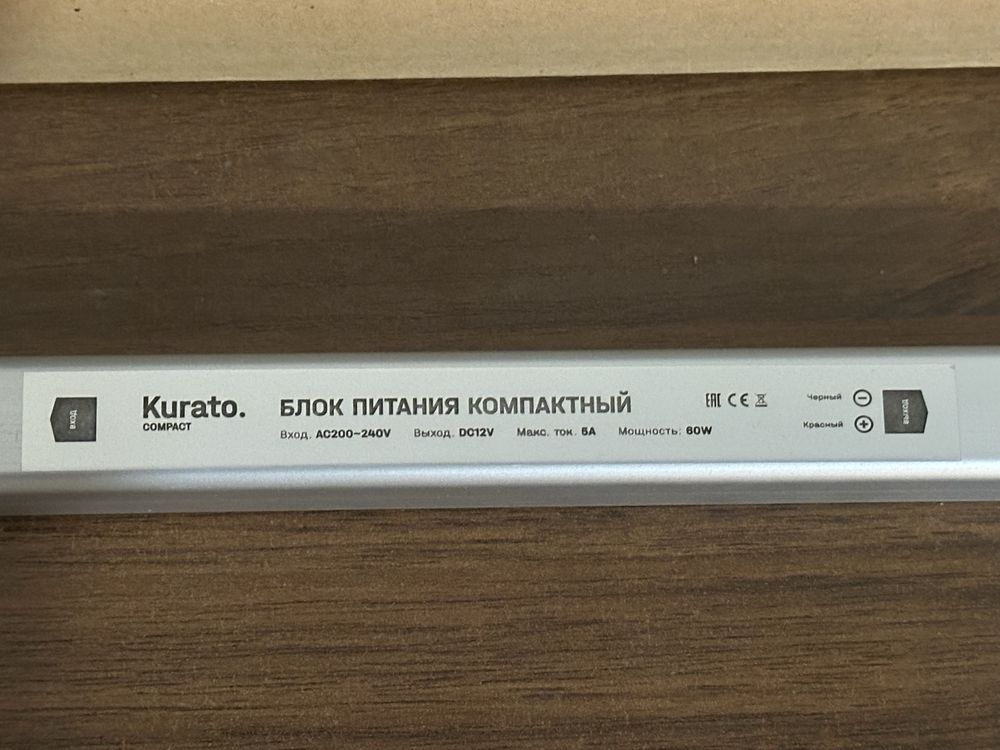 вход
Kurato.
COMPACT
БЛОК ПИТАНИЯ КОМПАКТНЫЙ
Вход. AC200~240V Выход. DC12V Макс. ток. 5A Мощность: 60W
EAC CE
Черный −
Красный +
выход